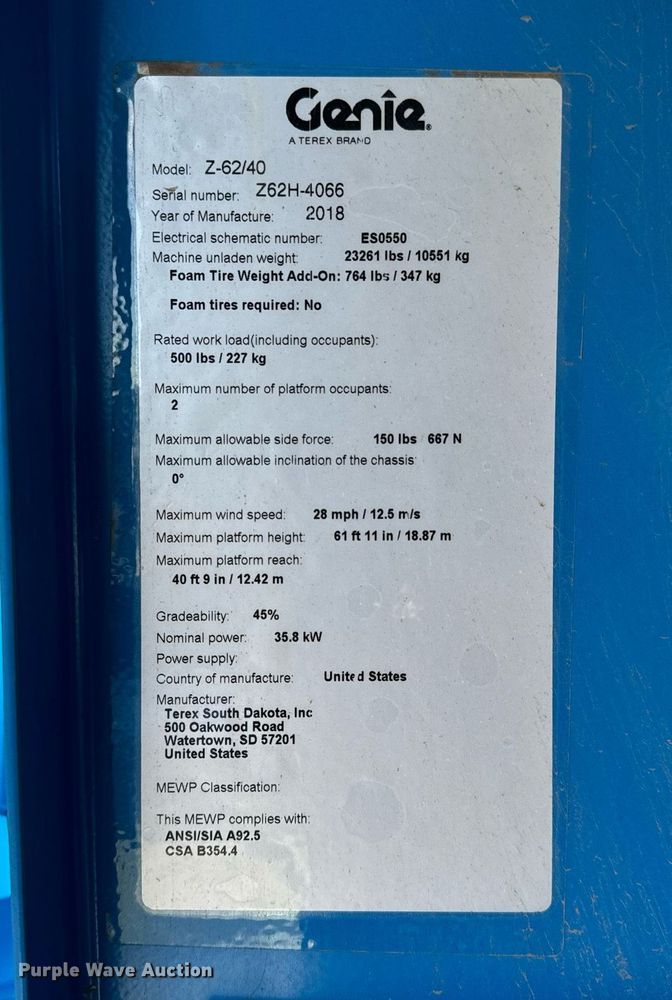 Genie®
A TEREX BRAND
Model: Z-62/40
Serial number: Z62H-4066
Year of Manufacture: 2018
Electrical schematic number: ES0550
Machine unladen weight: 23261 lbs / 10551 kg
Foam Tire Weight Add-On: 764 lbs / 347 kg
Foam tires required: No
Rated work load(including occupants):
500 lbs / 227 kg
Maximum number of platform occupants:
2
Maximum allowable side force: 150 lbs 667 N
Maximum allowable inclination of the chassis
0°
Maximum wind speed: 28 mph / 12.5 m/s
Maximum platform height: 61 ft 11 in / 18.87 m
Maximum platform reach:
40 ft 9 in / 12.42 m
Gradeability: 45%
Nominal power: 35.8 kW
Power supply:
Country of manufacture: United States
Manufacturer:
Terex South Dakota, Inc
500 Oakwood Road
Watertown, SD 57201
United States
MEWP Classification:
This MEWP complies with:
ANSI/SIA A92.5
CSA B354.4
Purple Wave Auction